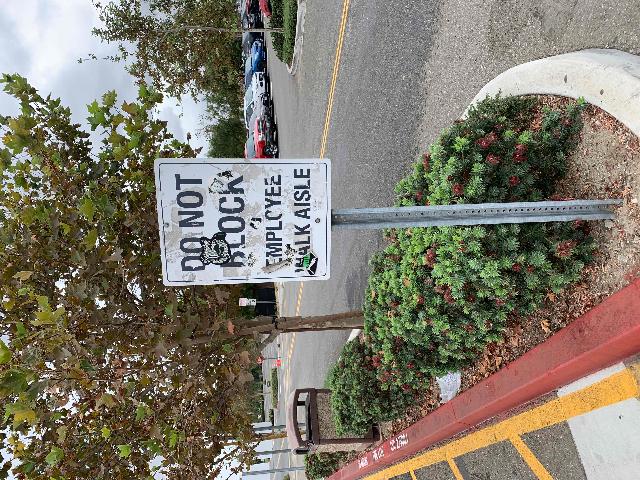 DO NOT
BLOCK
EMPLOYEE
WALK AISLE